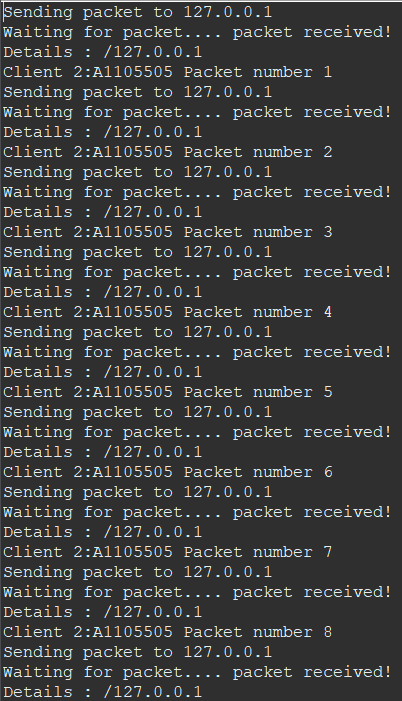 Sending packet to 127.0.0.1
Waiting for packet.... packet received!
Details : /127.0.0.1
Client 2:A1105505 Packet number 1
Sending packet to 127.0.0.1
Waiting for packet.... packet received!
Details : /127.0.0.1
Client 2:A1105505 Packet number 2
Sending packet to 127.0.0.1
Waiting for packet.... packet received!
Details : /127.0.0.1
Client 2:A1105505 Packet number 3
Sending packet to 127.0.0.1
Waiting for packet.... packet received!
Details : /127.0.0.1
Client 2:A1105505 Packet number 4
Sending packet to 127.0.0.1
Waiting for packet.... packet received!
Details : /127.0.0.1
Client 2:A1105505 Packet number 5
Sending packet to 127.0.0.1
Waiting for packet.... packet received!
Details : /127.0.0.1
Client 2:A1105505 Packet number 6
Sending packet to 127.0.0.1
Waiting for packet.... packet received!
Details : /127.0.0.1
Client 2:A1105505 Packet number 7
Sending packet to 127.0.0.1
Waiting for packet.... packet received!
Details : /127.0.0.1
Client 2:A1105505 Packet number 8
Sending packet to 127.0.0.1
Waiting for packet.... packet received!
Details : /127.0.0.1